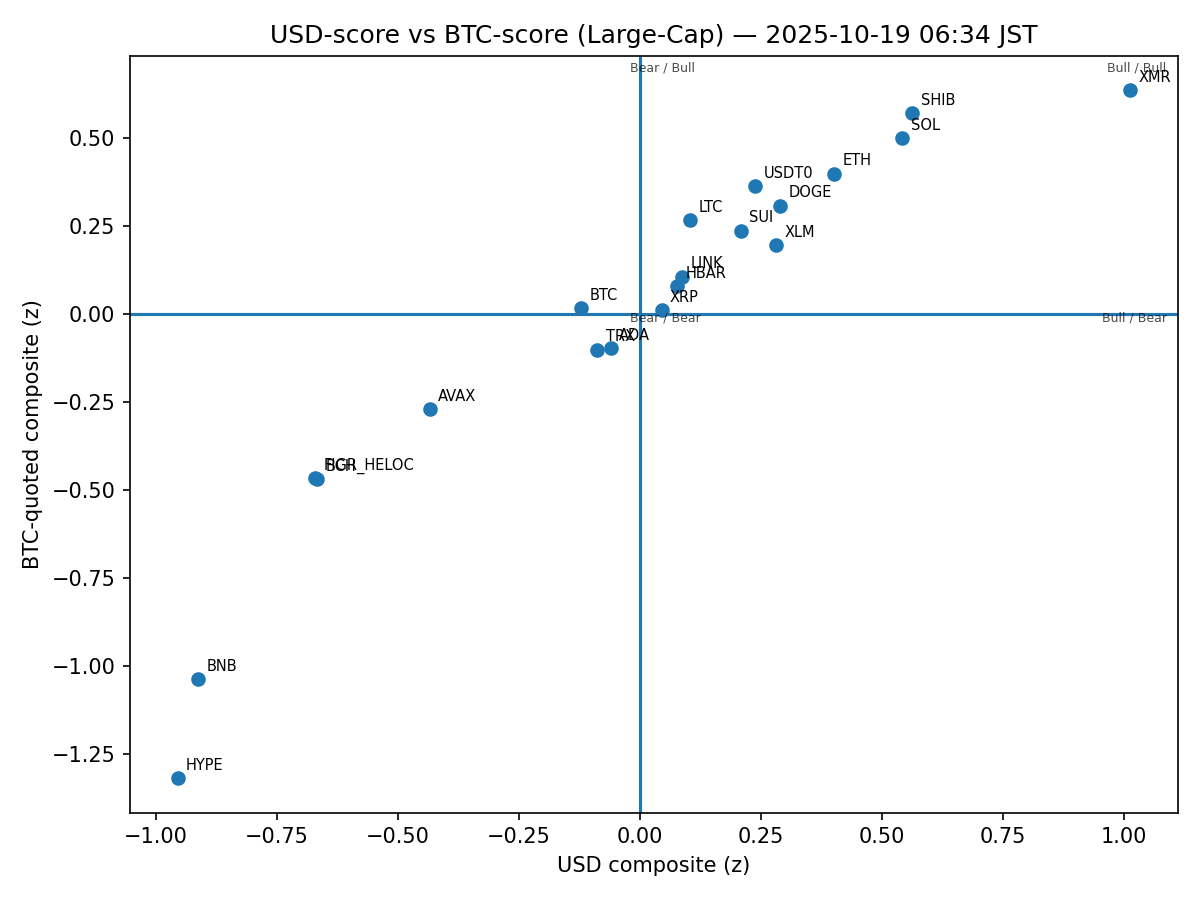 USD-score vs BTC-score (Large-Cap) — 2025-10-19 06:34 JST
Bear / Bull
Bull / Bull
XMR
SHIB
SOL
ETH
USDT0
DOGE
LTC
SUI
XLM
LINK
HBAR
XRP
BTC
Bear / Bear
Bull / Bear
TRX
ADA
AVAX
FIGR_HELOC
BCH
BNB
HYPE
0.50
0.25
0.00
−0.25
−0.50
−0.75
−1.00
−1.25
BTC-quoted composite (z)
−1.00
−0.75
−0.50
−0.25
0.00
0.25
0.50
0.75
1.00
USD composite (z)